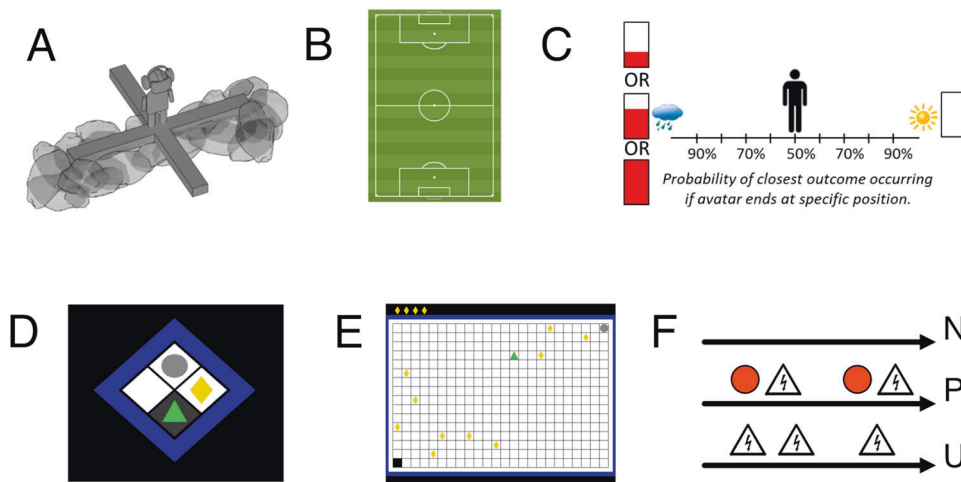 A
B
C
OR
OR
90% 70% 50% 70% 90%
Probability of closest outcome occurring
if avatar ends at specific position.
D
E
F
N
P
U